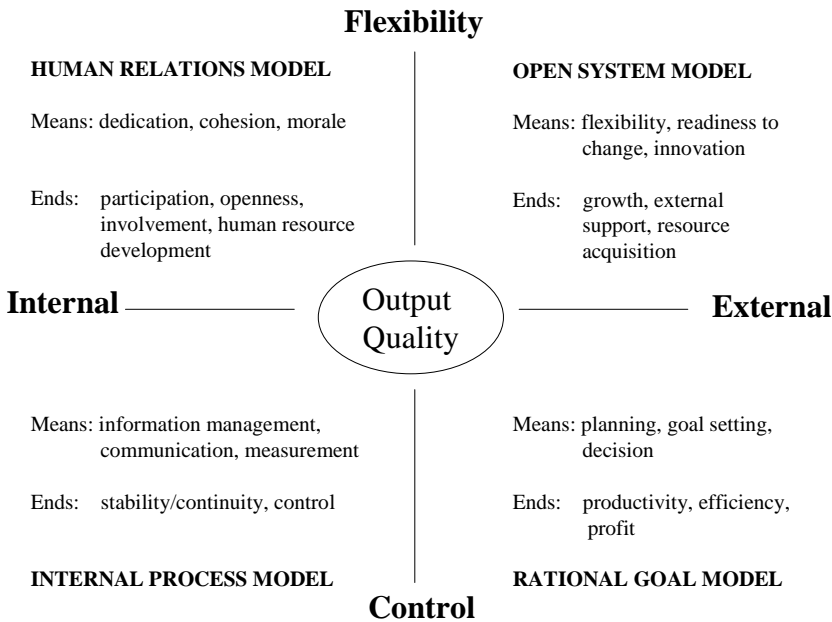 Flexibility
HUMAN RELATIONS MODEL
Means: dedication, cohesion, morale
Ends: participation, openness,
involvement, human resource
development
OPEN SYSTEM MODEL
Means: flexibility, readiness to
change, innovation
Ends: growth, external
support, resource
acquisition
Internal
Output
Quality
External
Means: information management,
communication, measurement
Ends: stability/continuity, control
INTERNAL PROCESS MODEL
Means: planning, goal setting,
decision
Ends: productivity, efficiency,
profit
RATIONAL GOAL MODEL
Control